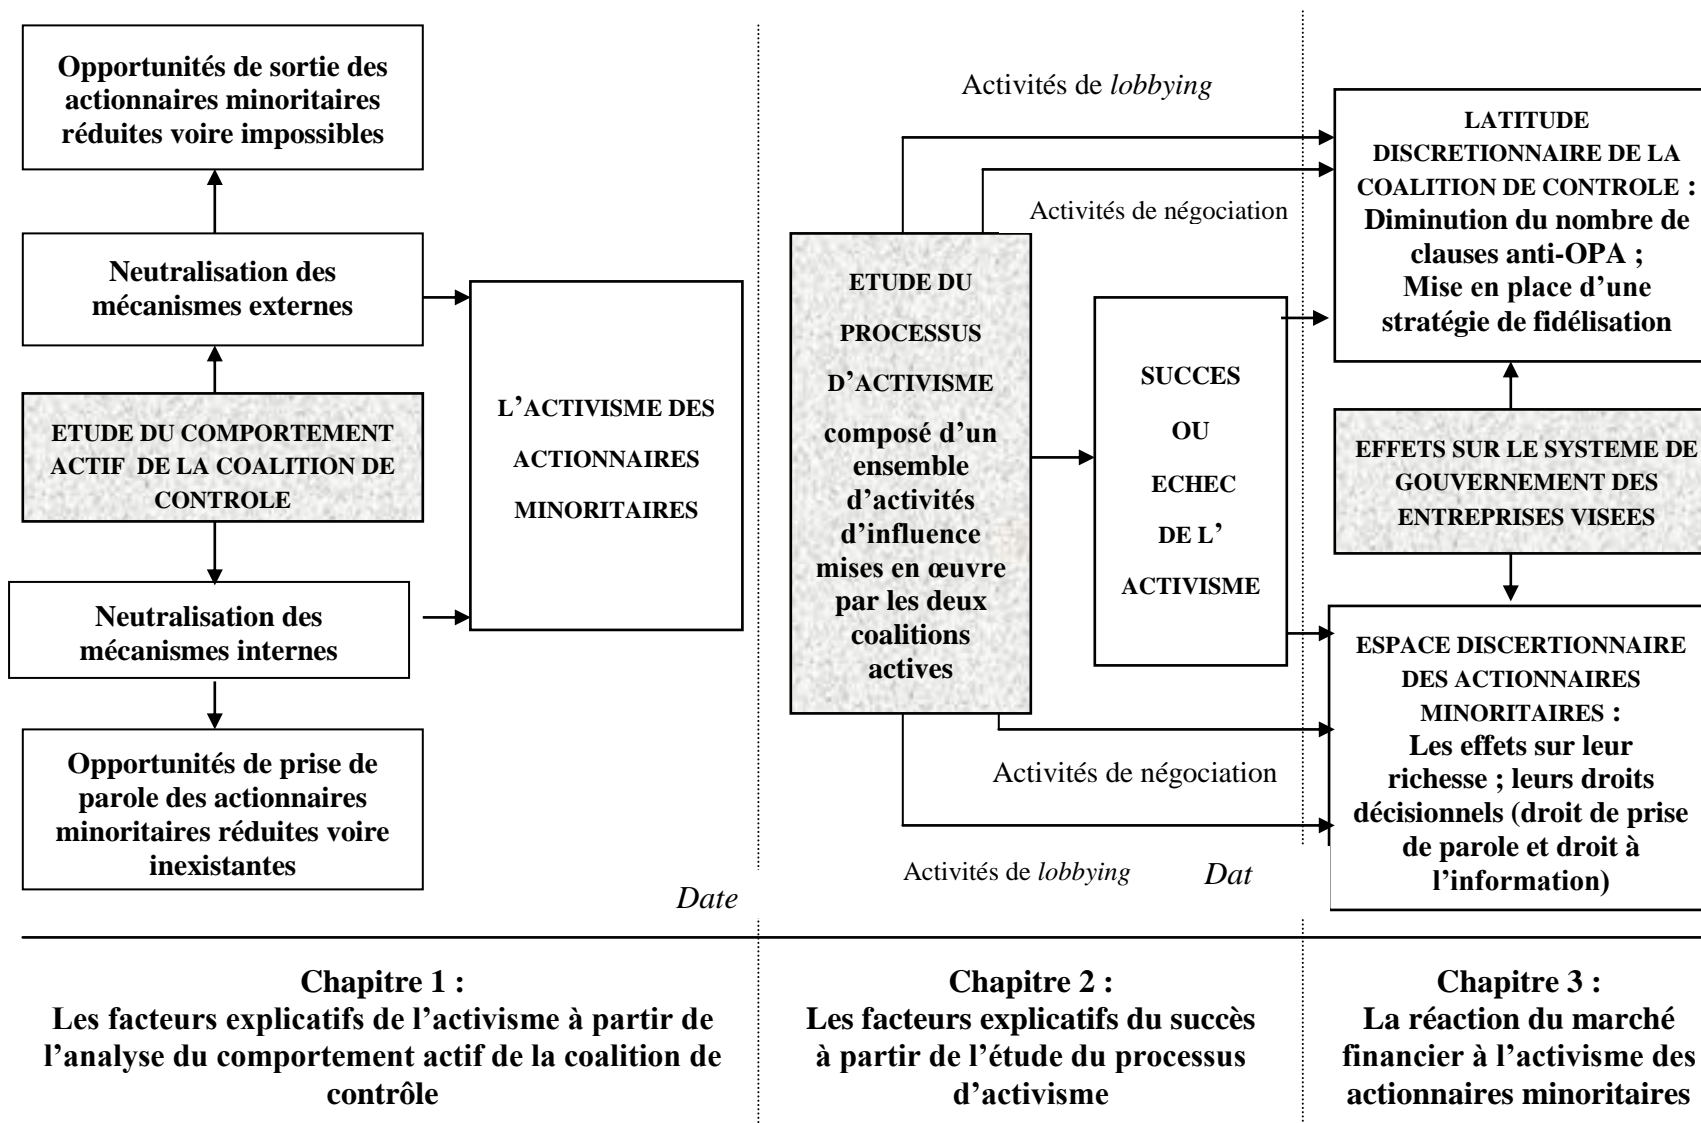 Opportunités de sortie des
actionnaires minoritaires
réduites voire impossibles
Neutralisation des
mécanismes externes
ETUDE DU COMPORTEMENT
ACTIF DE LA COALITION DE
CONTROLE
Neutralisation des
mécanismes internes
Opportunités de prise de
parole des actionnaires
minoritaires réduites voire
inexistantes
L’ACTIVISME DES
ACTIONNAIRES
MINORITAIRES
Date
Activités de lobbying
Activités de négociation
ETUDE DU
PROCESSUS
D’ACTIVISME
composé d’un
ensemble
d’activités
d’influence
mises en œuvre
par les deux
coalitions
actives
SUCCES
OU
ECHEC
DE L’
ACTIVISME
Activités de négociation
Activités de lobbying
Dat
LATITUDE
DISCRETIONNAIRE DE LA
COALITION DE CONTROLE :
Diminution du nombre de
clauses anti-OPA ;
Mise en place d’une
stratégie de fidélisation
EFFETS SUR LE SYSTEME DE
GOUVERNEMENT DES
ENTREPRISES VISEES
ESPACE DISCERTIONNAIRE
DES ACTIONNAIRES
MINORITAIRES :
Les effets sur leur
richesse ; leurs droits
décisionnels (droit de prise
de parole et droit à
l’information)
Chapitre 1 :
Les facteurs explicatifs de l’activisme à partir de
l’analyse du comportement actif de la coalition de
contrôle
Chapitre 2 :
Les facteurs explicatifs du succès
à partir de l’étude du processus
d’activisme
Chapitre 3 :
La réaction du marché
financier à l’activisme des
actionnaires minoritaires